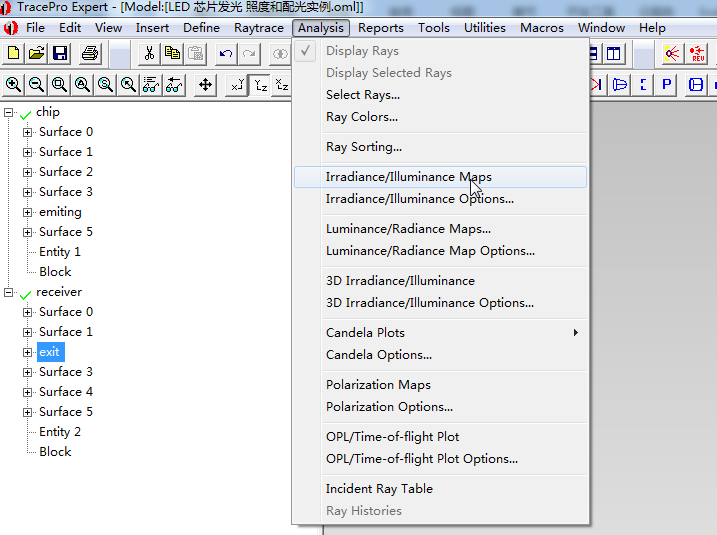 TracePro Expert - [Model:[LED 芯片发光 照度和配光实例.oml]]
File Edit View Insert Define Raytrace Analysis Reports Tools Utilities Macros Window Help
Display Rays
Display Selected Rays
Select Rays...
Ray Colors...
Ray Sorting...
Irradiance/Illuminance Maps
Irradiance/Illuminance Options...
Luminance/Radiance Maps...
Luminance/Radiance Map Options...
3D Irradiance/Illuminance
3D Irradiance/Illuminance Options...
Candela Plots
Candela Options...
Polarization Maps
Polarization Options...
OPL/Time-of-flight Plot
OPL/Time-of-flight Plot Options...
Incident Ray Table
Ray Histories
chip
Surface 0
Surface 1
Surface 2
Surface 3
emiting
Surface 5
Entity 1
Block
receiver
Surface 0
Surface 1
exit
Surface 3
Surface 4
Surface 5
Entity 2
Block
REV
P